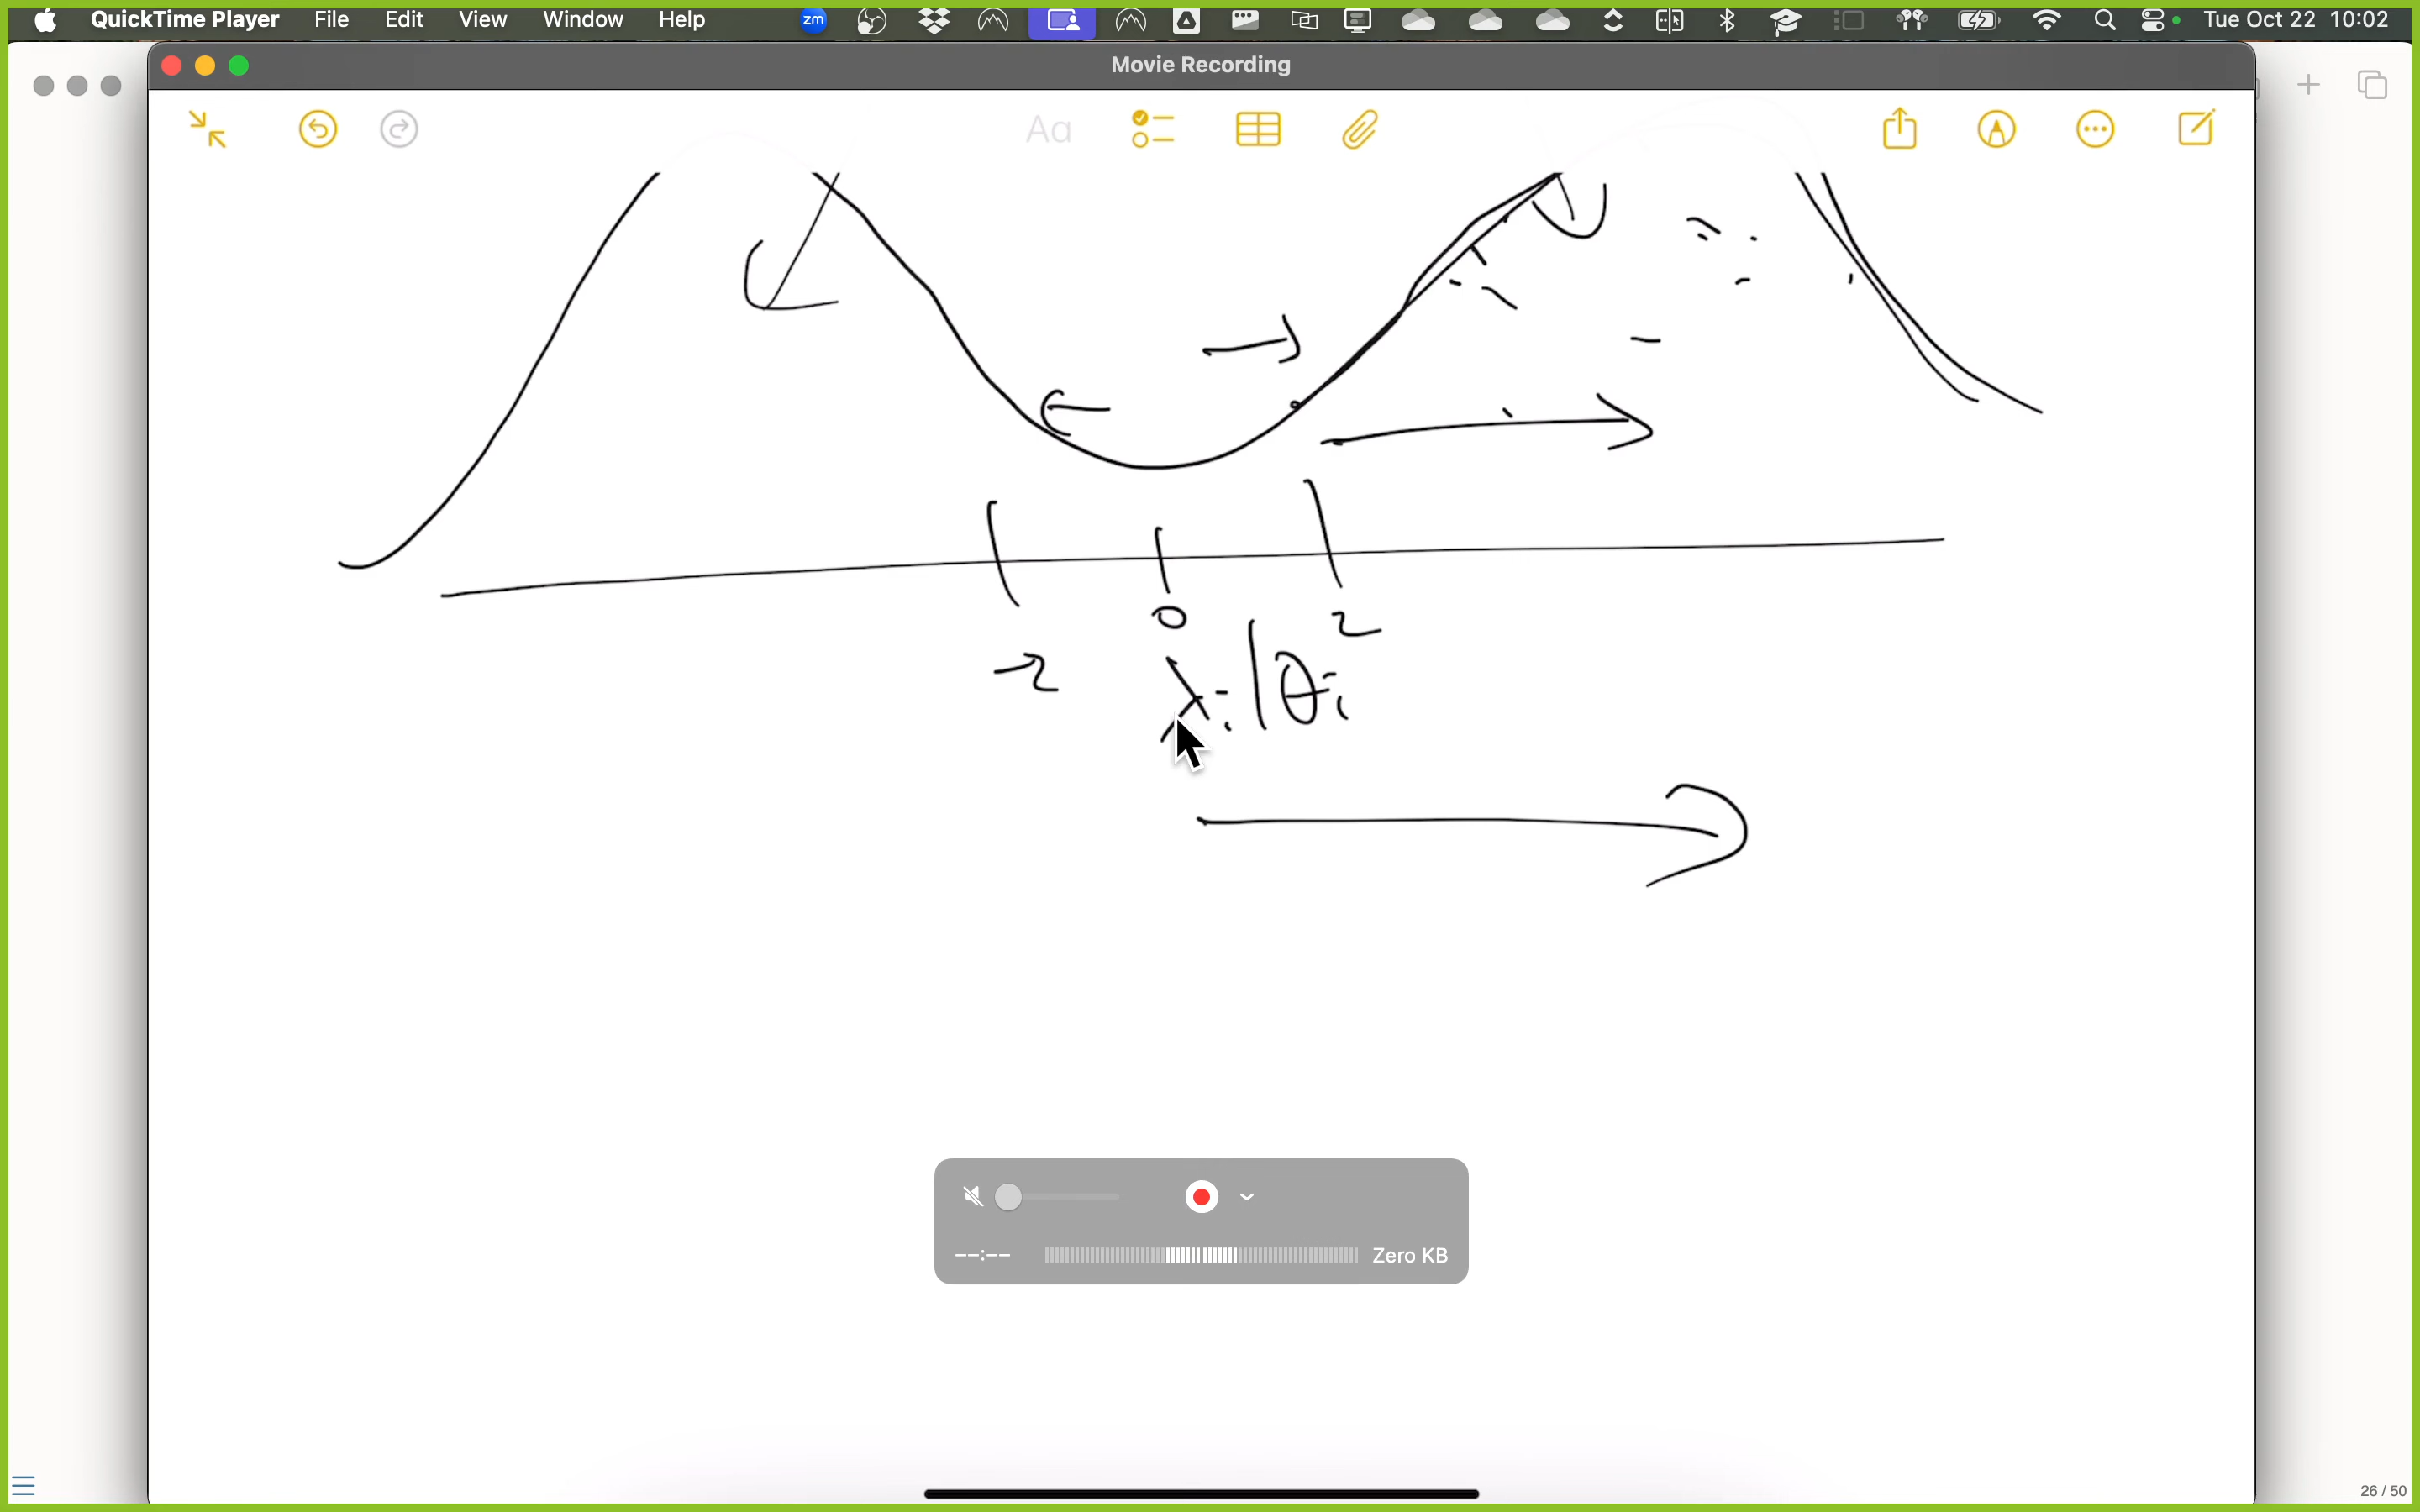 QuickTime Player File Edit View Window Help zm Tue Oct 22 10:02
Movie Recording
Aa
-2 0 2
λi|θi
--:-- Zero KB
26 / 50